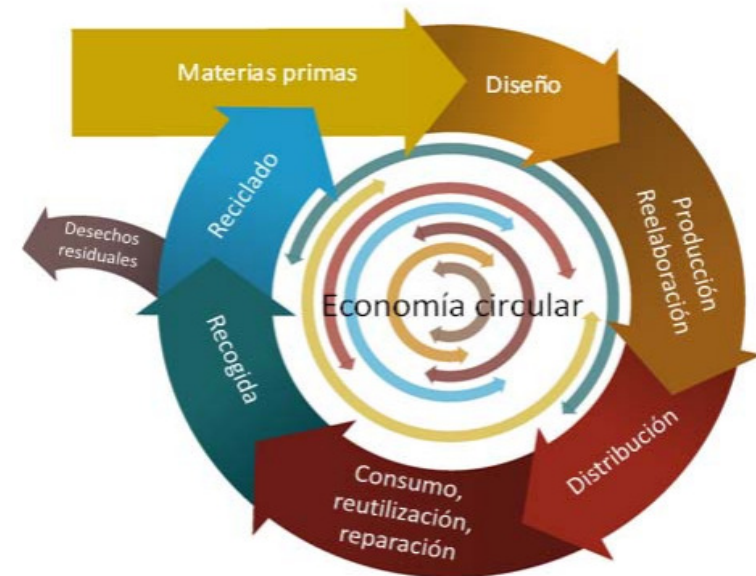 Materias primas
Diseño
Producción
Reelaboración
Distribución
Consumo,
reutilización,
reparación
Recogida
Reciclado
Desechos
residuales
Economía circular